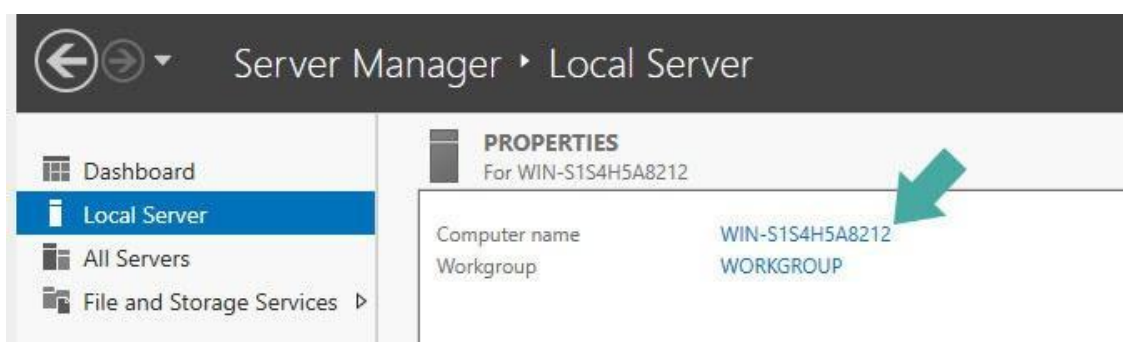 Server Manager ‣ Local Server
Dashboard
Local Server
All Servers
File and Storage Services
PROPERTIES
For WIN-S1S4H5A8212
Computer name WIN-S1S4H5A8212
Workgroup WORKGROUP